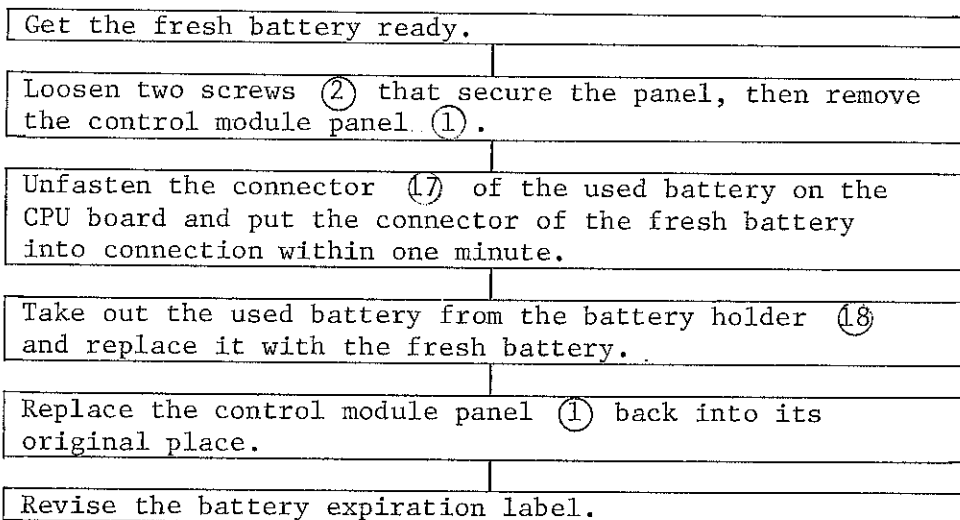 Get the fresh battery ready.
Loosen two screws ② that secure the panel, then remove
the control module panel ①.
Unfasten the connector ⑰ of the used battery on the
CPU board and put the connector of the fresh battery
into connection within one minute.
Take out the used battery from the battery holder ⑱
and replace it with the fresh battery.
Replace the control module panel ① back into its
original place.
Revise the battery expiration label.